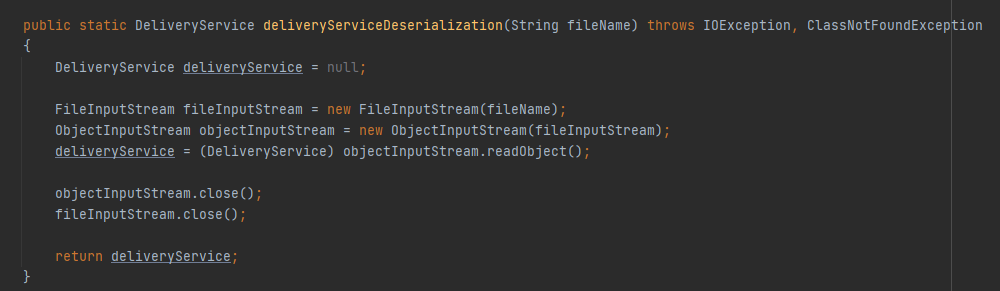 public static DeliveryService deliveryServiceDeserialization(String fileName) throws IOException, ClassNotFoundException
{
    DeliveryService deliveryService = null;
    FileInputStream fileInputStream = new FileInputStream(fileName);
    ObjectInputStream objectInputStream = new ObjectInputStream(fileInputStream);
    deliveryService = (DeliveryService) objectInputStream.readObject();
    objectInputStream.close();
    fileInputStream.close();
    return deliveryService;
}